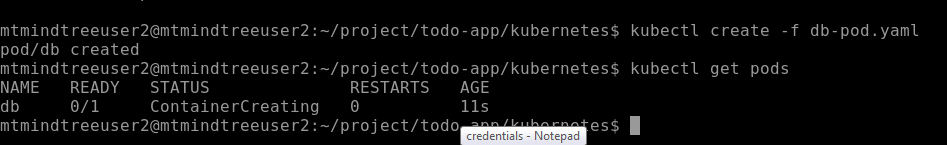 mtmindtreeuser2@mtmindtreeuser2:~/project/todo-app/kubernetes$ kubectl create -f db-pod.yaml
pod/db created
mtmindtreeuser2@mtmindtreeuser2:~/project/todo-app/kubernetes$ kubectl get pods
NAME   READY   STATUS              RESTARTS   AGE
db     0/1     ContainerCreating   0          11s
mtmindtreeuser2@mtmindtreeuser2:~/project/todo-app/kubernetes$
credentials - Notepad